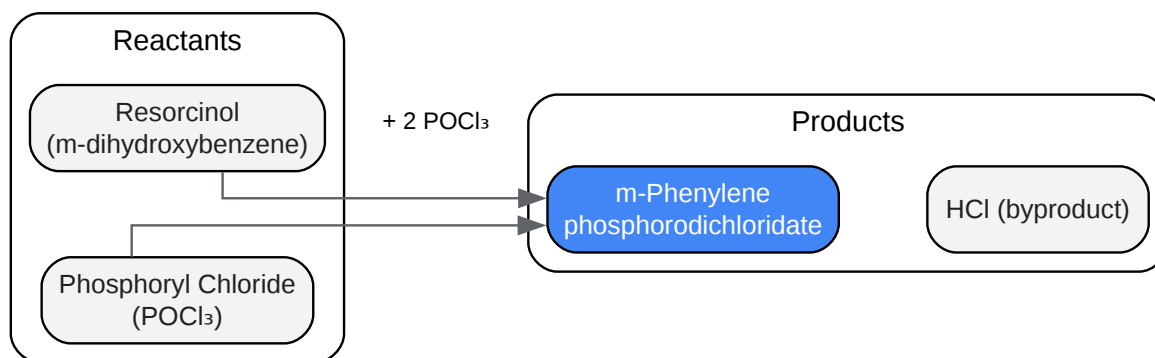 Reactants
Resorcinol
(m-dihydroxybenzene)
+ 2 POCl₃
Phosphoryl Chloride
(POCl₃)
Products
m-Phenylene
phosphorodichloridate
HCl (byproduct)